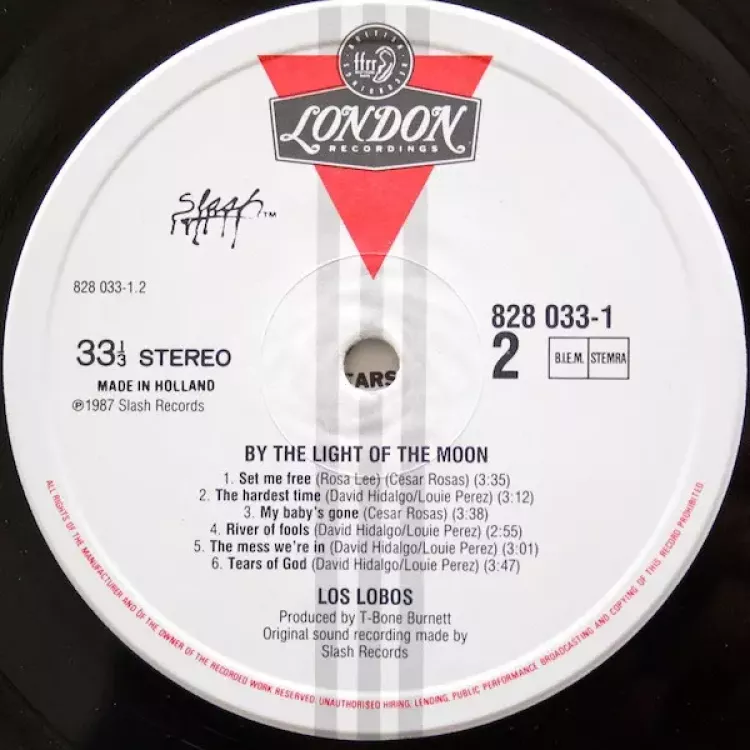 ffrr
LONDON
RECORDINGS
Slash ™
828 033-1.2
828 033-1
33⅓ STEREO
2
B.I.E.M. STEMRA
MADE IN HOLLAND
℗1987 Slash Records
ARS
BY THE LIGHT OF THE MOON
1. Set me free (Rosa Lee) (Cesar Rosas) (3:35)
2. The hardest time (David Hidalgo/Louie Perez) (3:12)
3. My baby's gone (Cesar Rosas) (3:38)
4. River of fools (David Hidalgo/Louie Perez) (2:55)
5. The mess we're in (David Hidalgo/Louie Perez) (3:01)
6. Tears of God (David Hidalgo/Louie Perez) (3:47)
LOS LOBOS
Produced by T-Bone Burnett
Original sound recording made by
Slash Records
ALL RIGHTS OF THE MANUFACTURER AND OF THE OWNER OF THE RECORDED WORK RESERVED. UNAUTHORISED HIRING, LENDING, PUBLIC PERFORMANCE BROADCASTING AND COPYING OF THIS RECORD PROHIBITED